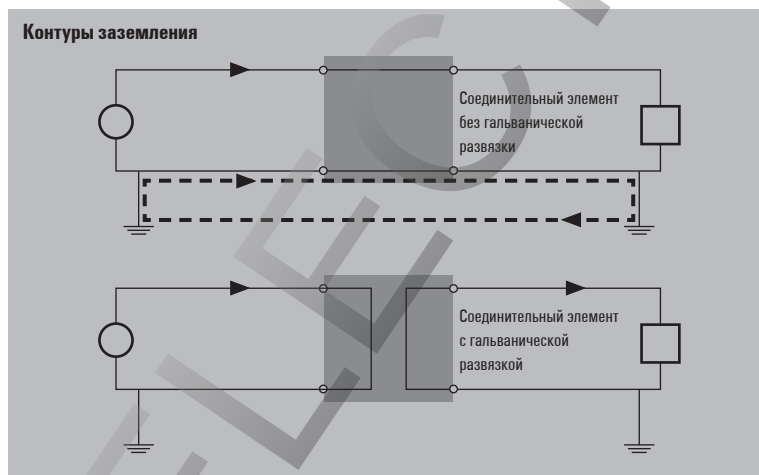 Контуры заземления
Соединительный элемент
без гальванической
развязки
Соединительный элемент
с гальванической
развязкой